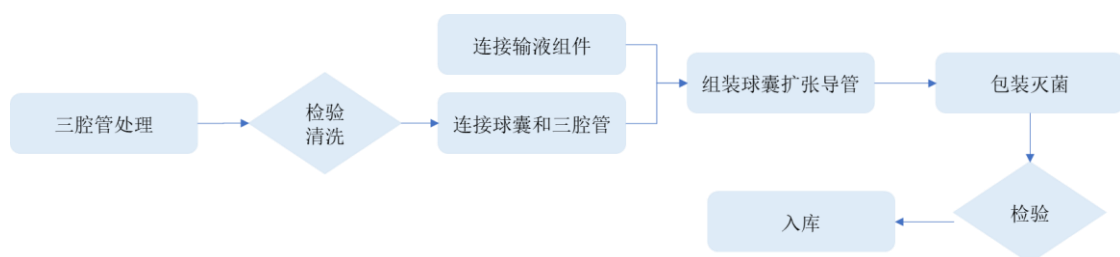 三腔管处理
检验
清洗
连接输液组件
连接球囊和三腔管
组装球囊扩张导管
包装灭菌
检验
入库